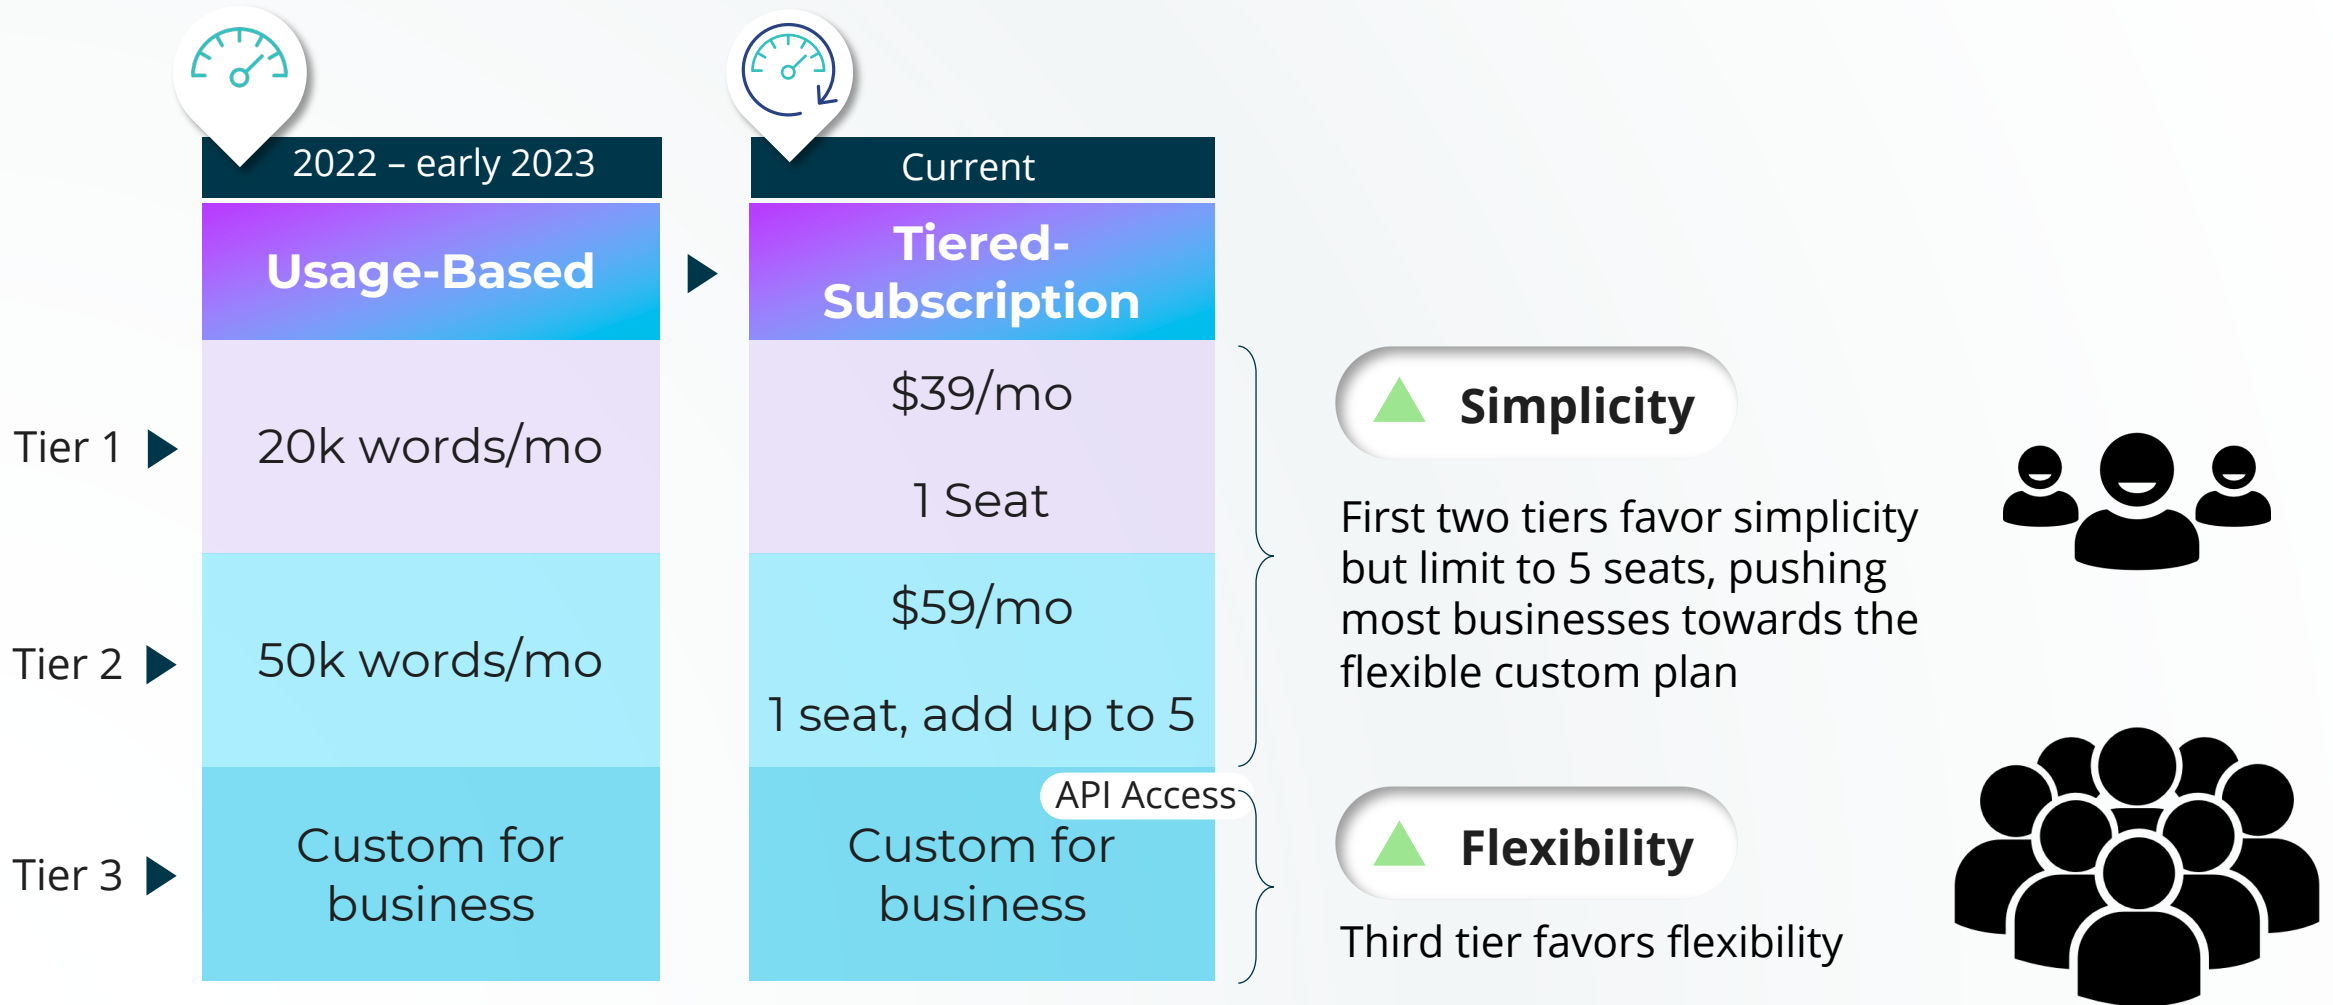 2022 – early 2023
Current
Usage-Based
Tiered-
Subscription
Tier 1
20k words/mo
$39/mo
1 Seat
Tier 2
50k words/mo
$59/mo
1 seat, add up to 5
Tier 3
Custom for
business
API Access
Custom for
business
Simplicity
First two tiers favor simplicity
but limit to 5 seats, pushing
most businesses towards the
flexible custom plan
Flexibility
Third tier favors flexibility